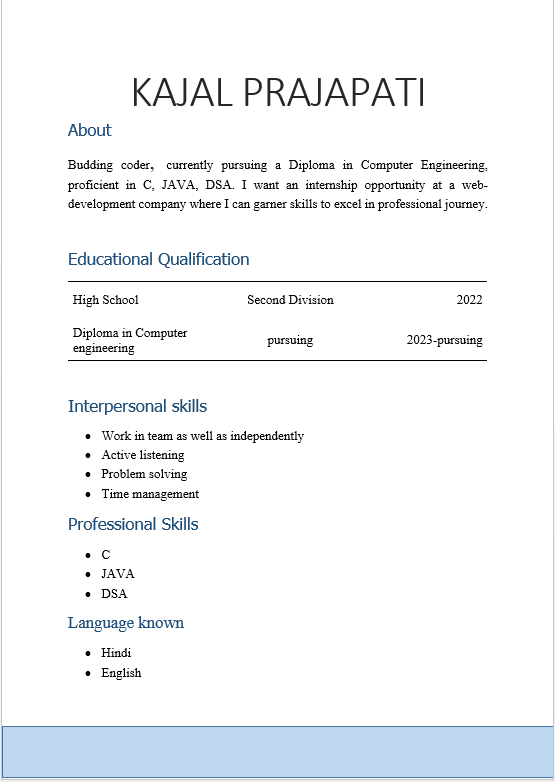 KAJAL PRAJAPATI
About
Budding coder, currently pursuing a Diploma in Computer Engineering,
proficient in C, JAVA, DSA. I want an internship opportunity at a web-
development company where I can garner skills to excel in professional journey.
Educational Qualification
High School Second Division 2022
Diploma in Computer
engineering pursuing 2023-pursuing
Interpersonal skills
• Work in team as well as independently
• Active listening
• Problem solving
• Time management
Professional Skills
• C
• JAVA
• DSA
Language known
• Hindi
• English